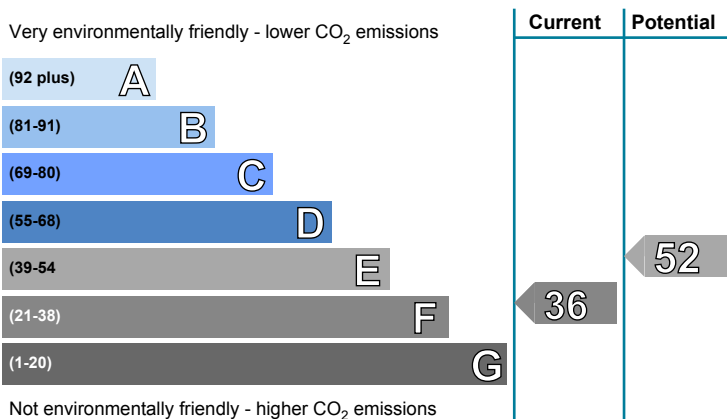 Current Potential
Very environmentally friendly - lower CO2 emissions
(92 plus) A
(81-91) B
(69-80) C
(55-68) D
(39-54 E
52
(21-38) F
36
(1-20) G
Not environmentally friendly - higher CO2 emissions